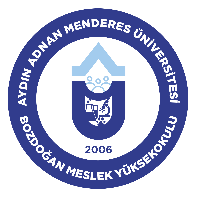 AYDIN ADNAN MENDERES ÜNİVERSİTESİ
2006
BOZDOĞAN MESLEK YÜKSEKOKULU